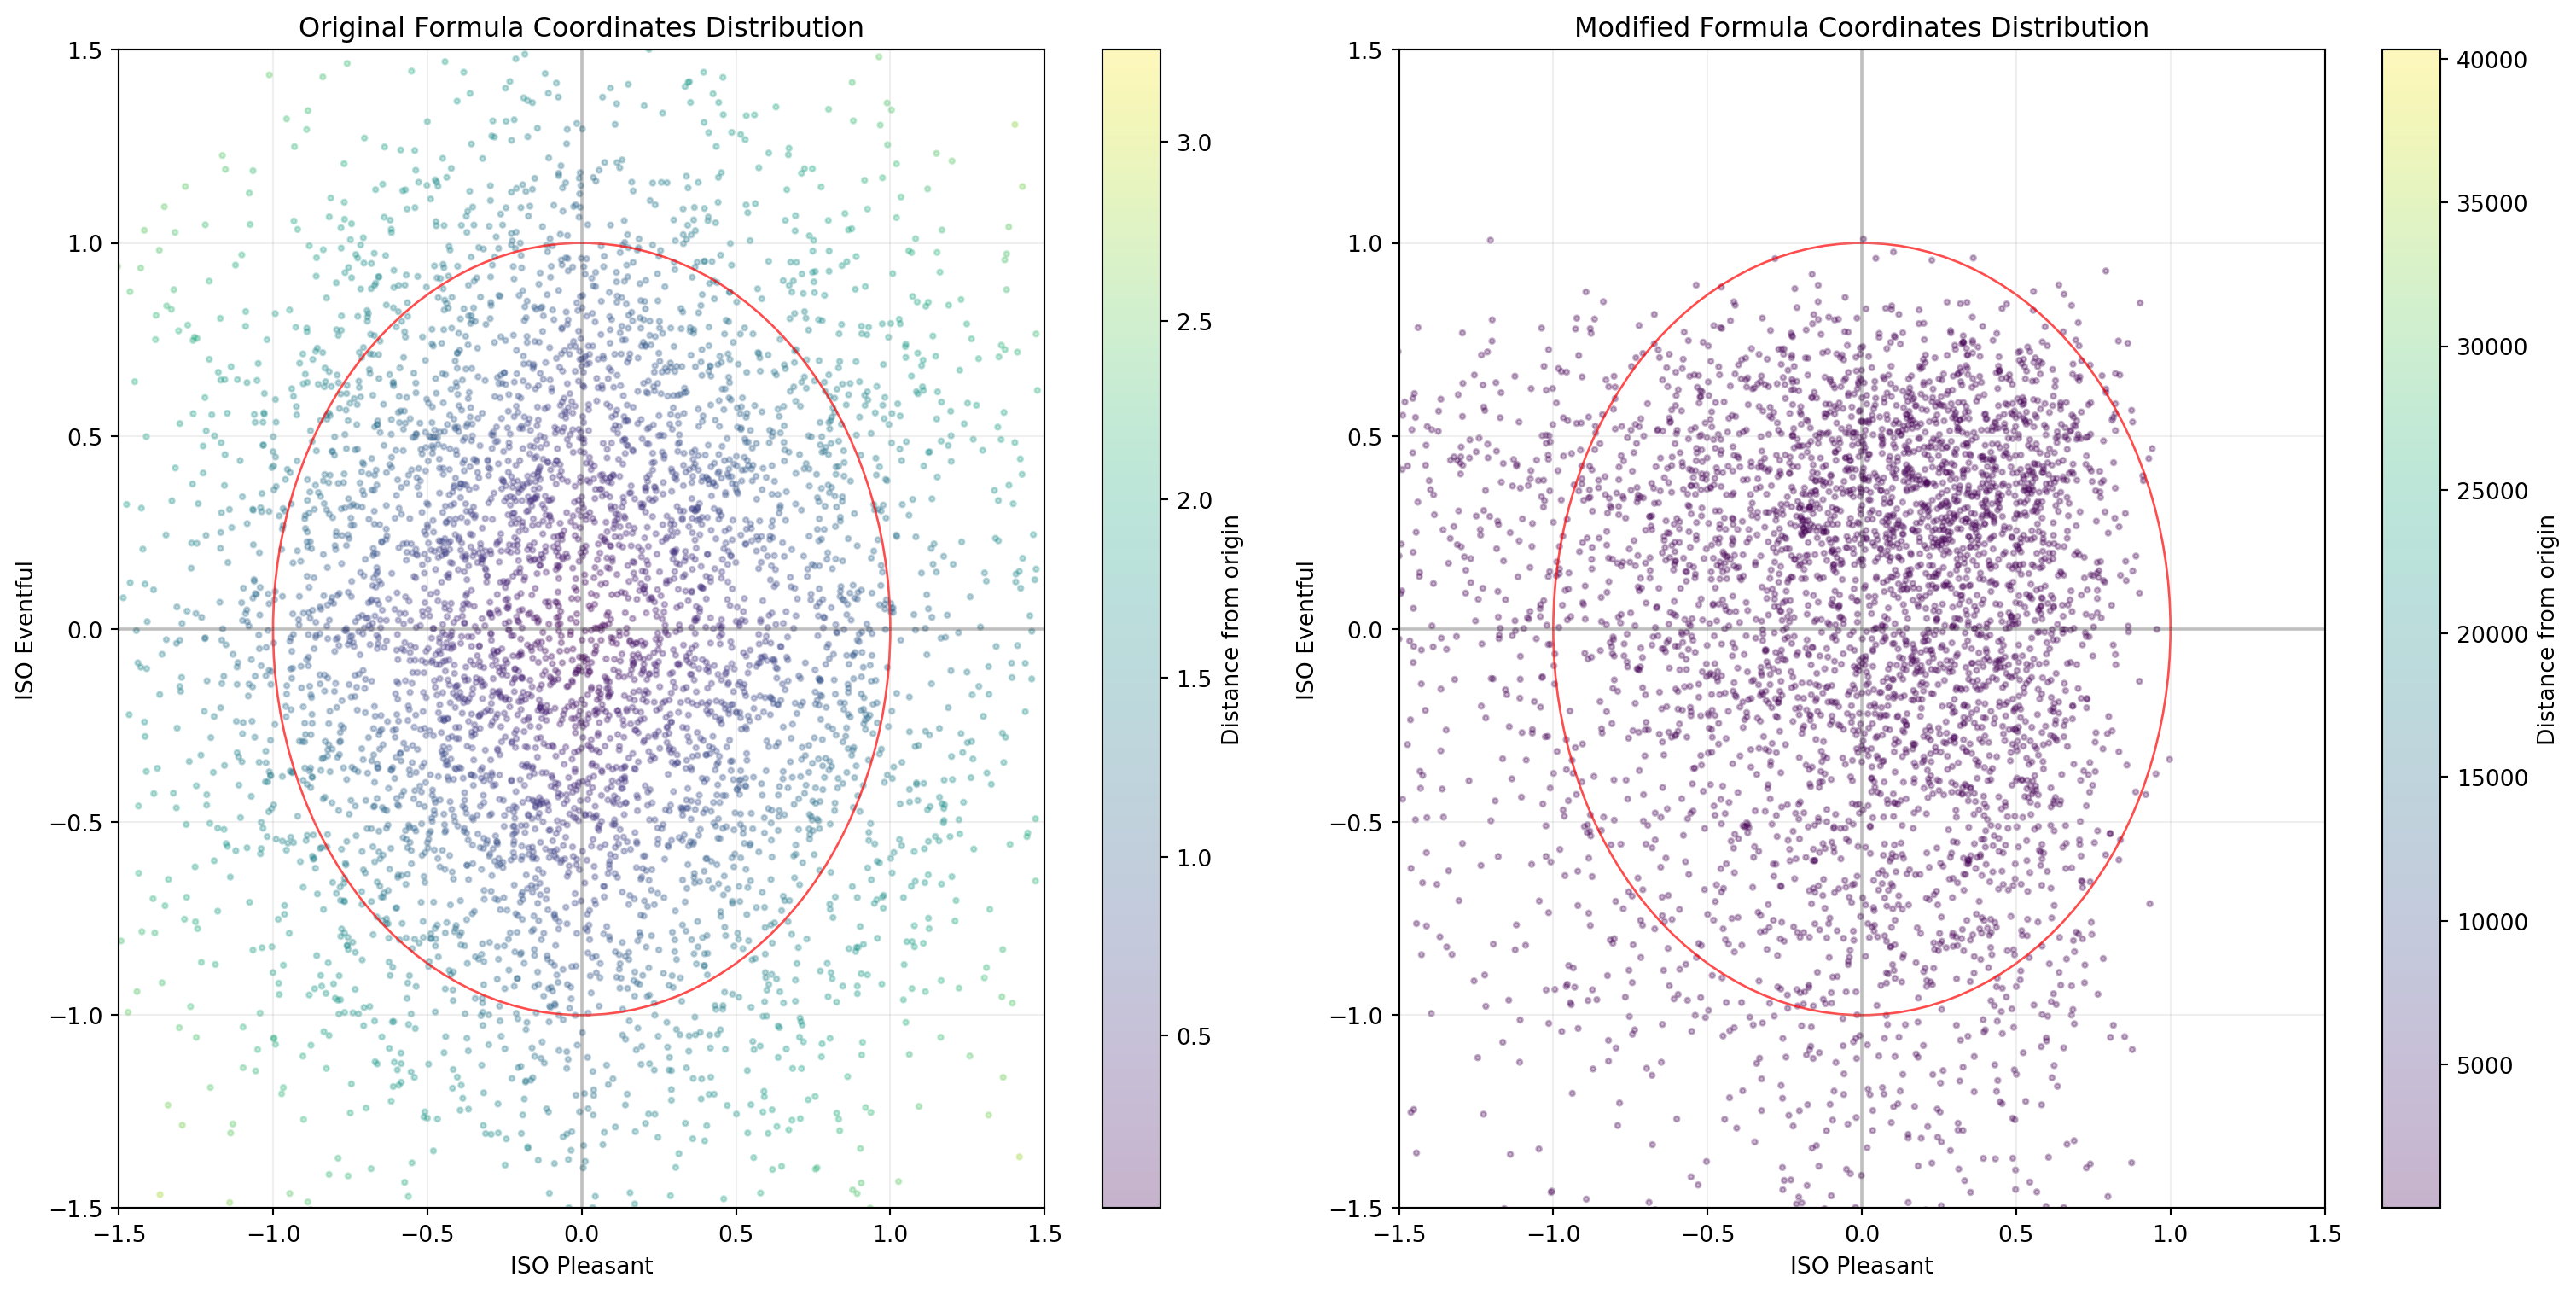 Original Formula Coordinates Distribution
1.5
1.0
0.5
0.0
−0.5
−1.0
−1.5
ISO Eventful
−1.5 −1.0 −0.5 0.0 0.5 1.0 1.5
ISO Pleasant
3.0
2.5
2.0
1.5
1.0
0.5
Distance from origin
Modified Formula Coordinates Distribution
1.5
1.0
0.5
0.0
−0.5
−1.0
−1.5
ISO Eventful
−1.5 −1.0 −0.5 0.0 0.5 1.0 1.5
ISO Pleasant
40000
35000
30000
25000
20000
15000
10000
5000
Distance from origin